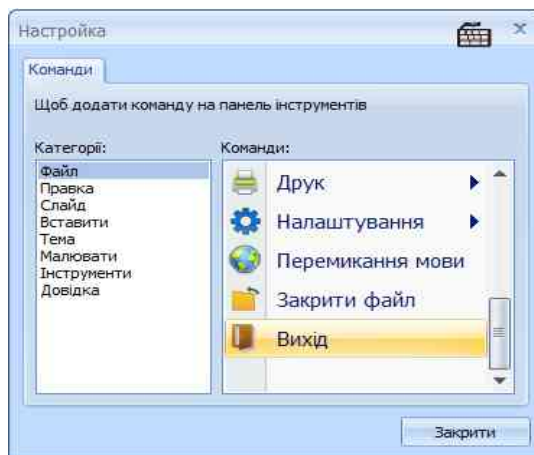 Настройка
Команди
Щоб додати команду на панель інструментів
Категорії:
Файл
Правка
Слайд
Вставити
Тема
Малювати
Інструменти
Довідка
Команди:
Друк
Налаштування
Перемикання мови
Закрити файл
Вихід
Закрити